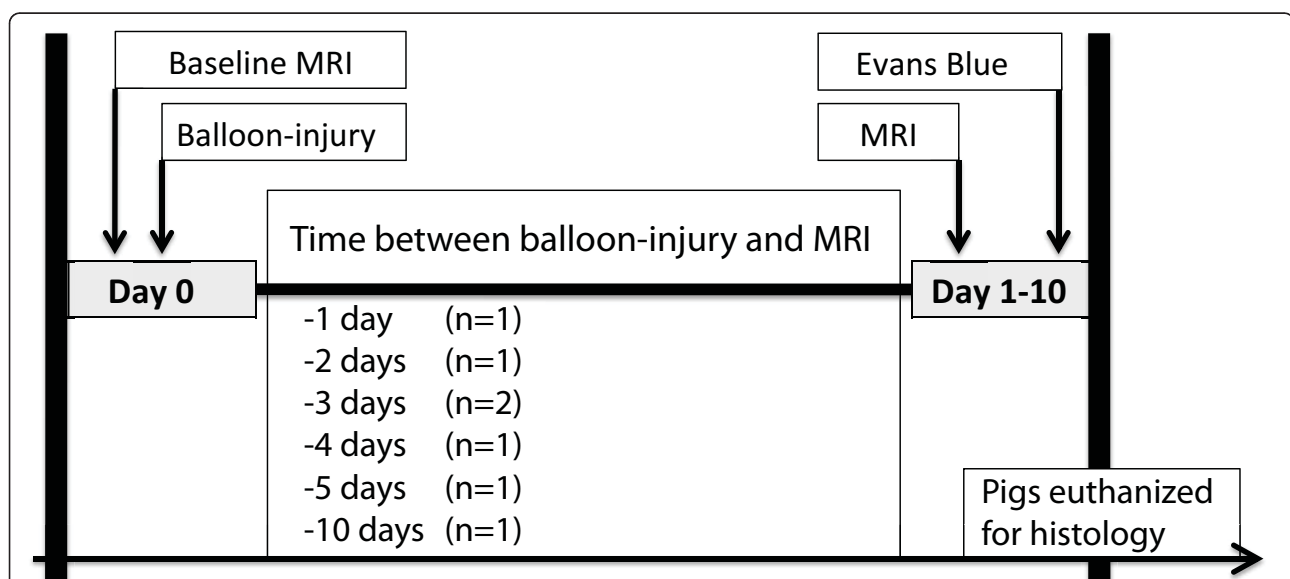 Baseline MRI
Balloon-injury
Evans Blue
MRI
Time between balloon-injury and MRI
Day 0
Day 1-10
-1 day (n=1)
-2 days (n=1)
-3 days (n=2)
-4 days (n=1)
-5 days (n=1)
-10 days (n=1)
Pigs euthanized
for histology